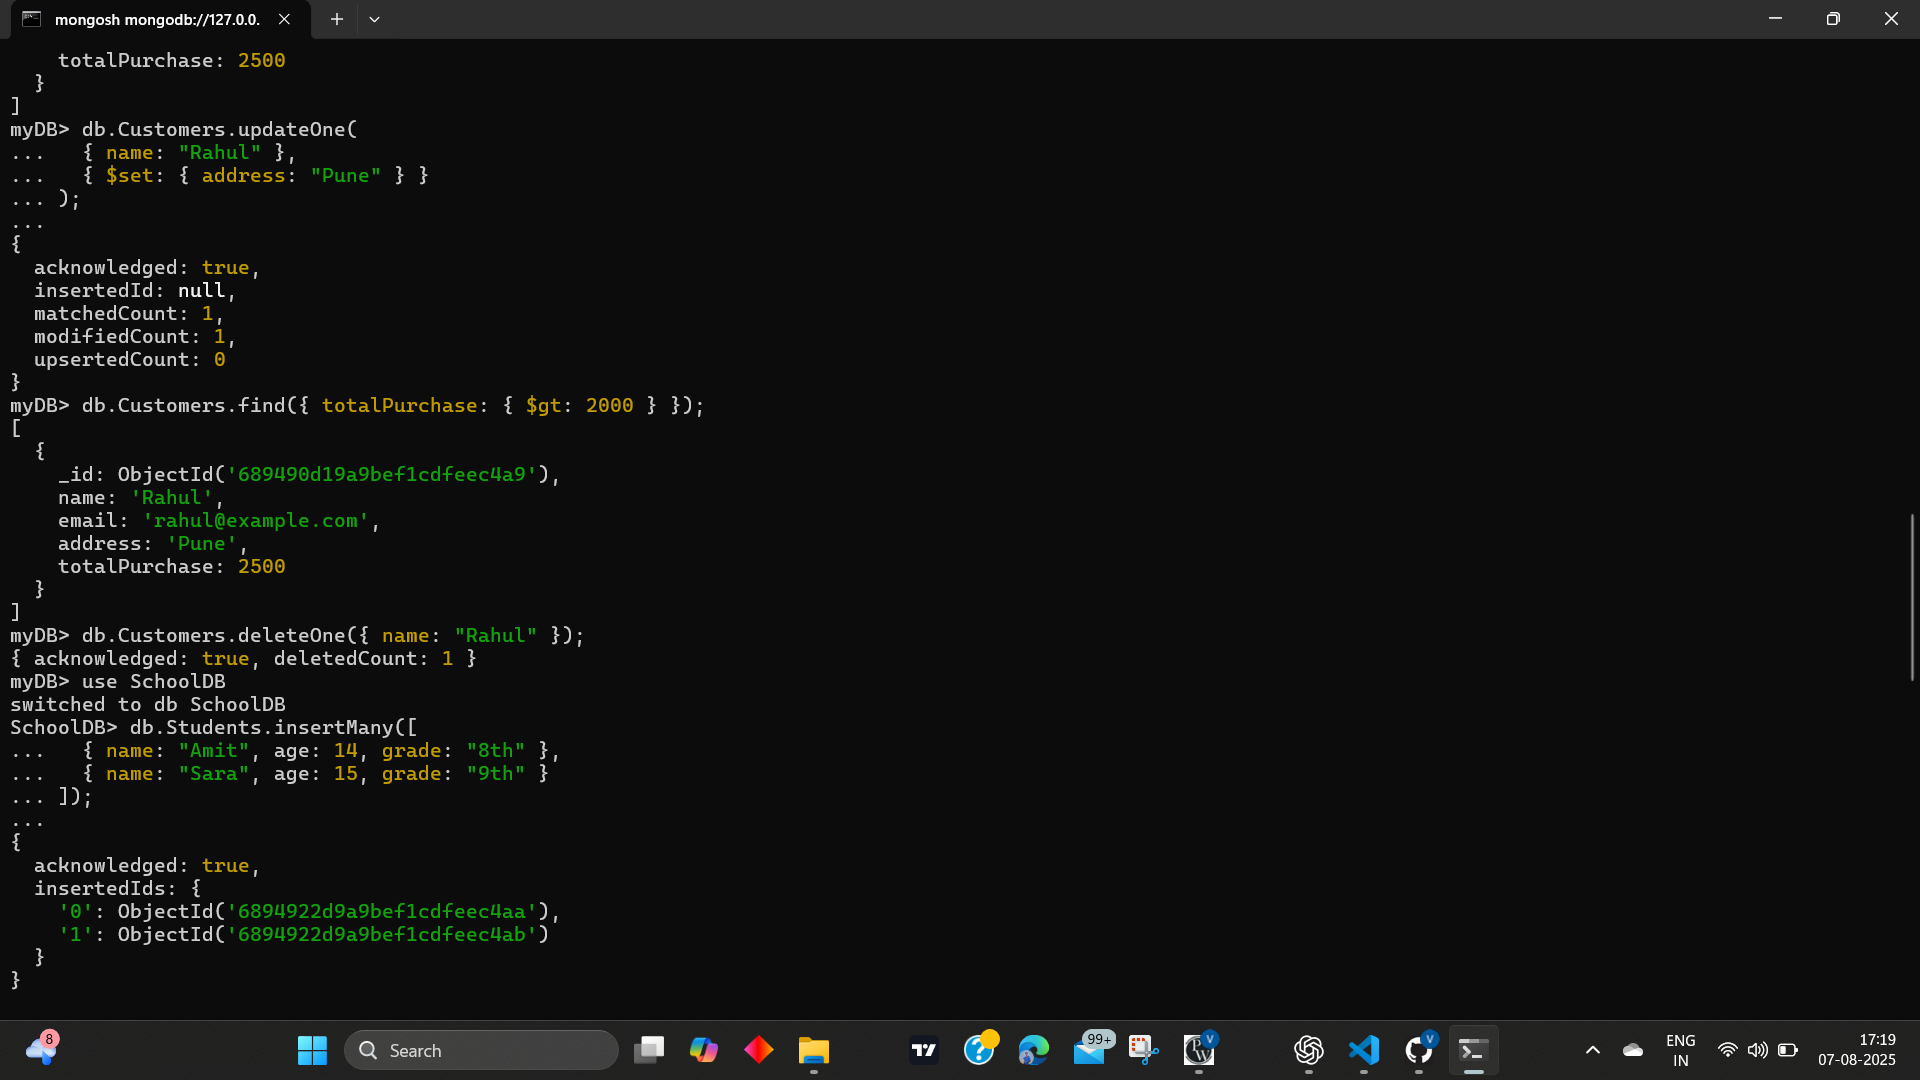 mongosh mongodb://127.0.0.
    totalPurchase: 2500
  }
]
myDB> db.Customers.updateOne(
...   { name: "Rahul" },
...   { $set: { address: "Pune" } }
... );
...
{
  acknowledged: true,
  insertedId: null,
  matchedCount: 1,
  modifiedCount: 1,
  upsertedCount: 0
}
myDB> db.Customers.find({ totalPurchase: { $gt: 2000 } });
[
  {
    _id: ObjectId('689490d19a9bef1cdfeec4a9'),
    name: 'Rahul',
    email: 'rahul@example.com',
    address: 'Pune',
    totalPurchase: 2500
  }
]
myDB> db.Customers.deleteOne({ name: "Rahul" });
{ acknowledged: true, deletedCount: 1 }
myDB> use SchoolDB
switched to db SchoolDB
SchoolDB> db.Students.insertMany([
...   { name: "Amit", age: 14, grade: "8th" },
...   { name: "Sara", age: 15, grade: "9th" }
... ]);
...
{
  acknowledged: true,
  insertedIds: {
    '0': ObjectId('6894922d9a9bef1cdfeec4aa'),
    '1': ObjectId('6894922d9a9bef1cdfeec4ab')
  }
}
8
Search
99+
V
PW
V
ENG
IN
17:19
07-08-2025